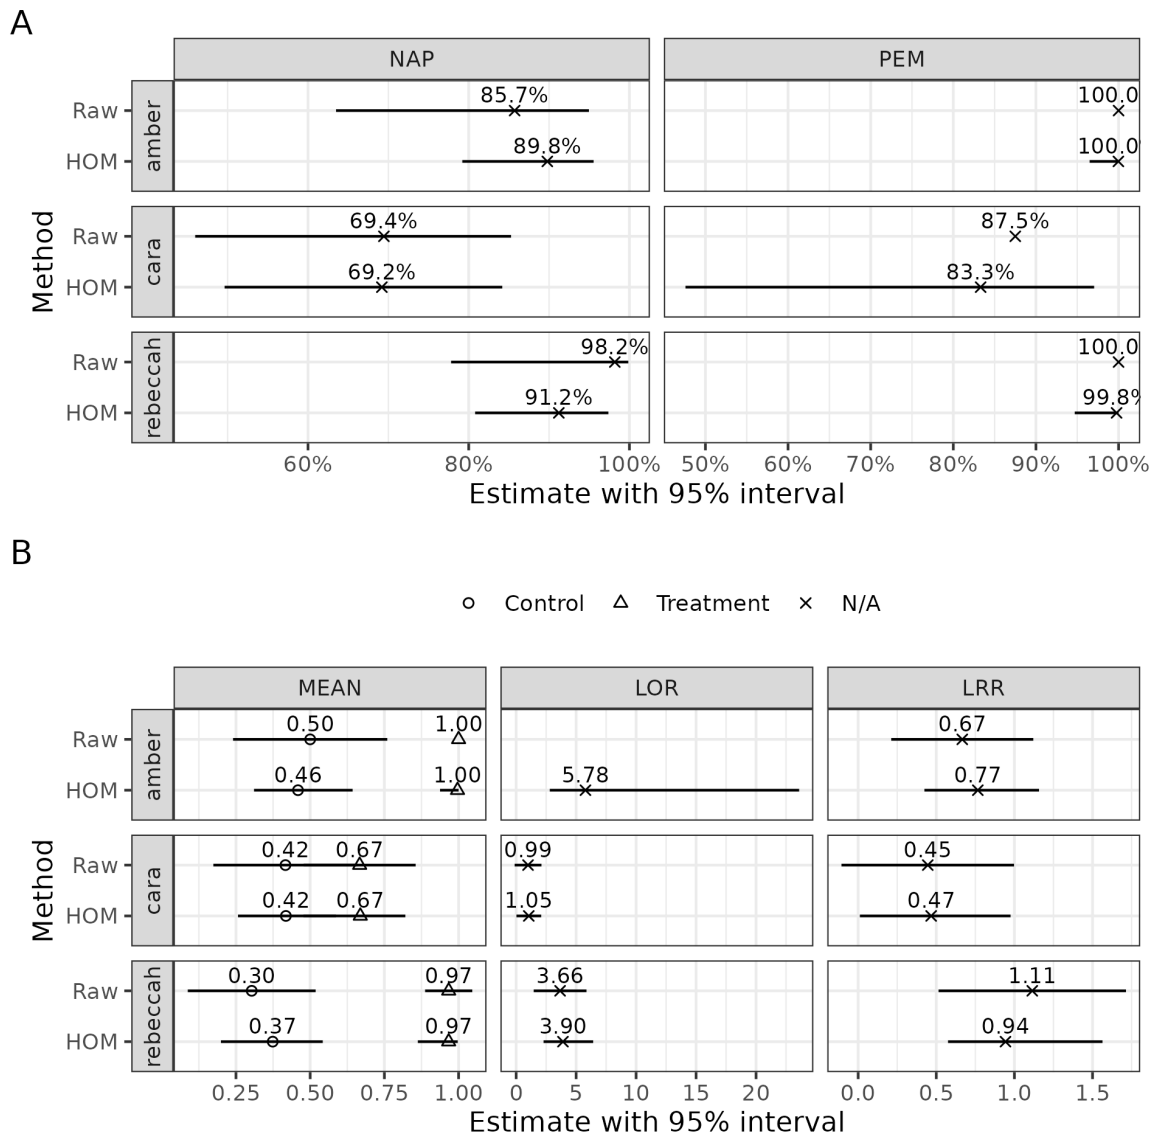 A
NAP PEM
amber
Raw 85.7% 100.0
HOM 89.8% 100.0
Method
cara
Raw 69.4% 87.5%
HOM 69.2% 83.3%
rebeccah
Raw 98.2% 100.0
HOM 91.2% 99.8%
60% 80% 100% 50% 60% 70% 80% 90% 100%
Estimate with 95% interval
B
Control Treatment N/A
MEAN LOR LRR
amber
Raw 0.50 1.00 0.67
HOM 0.46 1.00 5.78 0.77
Method
cara
Raw 0.42 0.67 0.99 0.45
HOM 0.42 0.67 1.05 0.47
rebeccah
Raw 0.30 0.97 3.66 1.11
HOM 0.37 0.97 3.90 0.94
0.25 0.50 0.75 1.00 0 5 10 15 20 0.0 0.5 1.0 1.5
Estimate with 95% interval